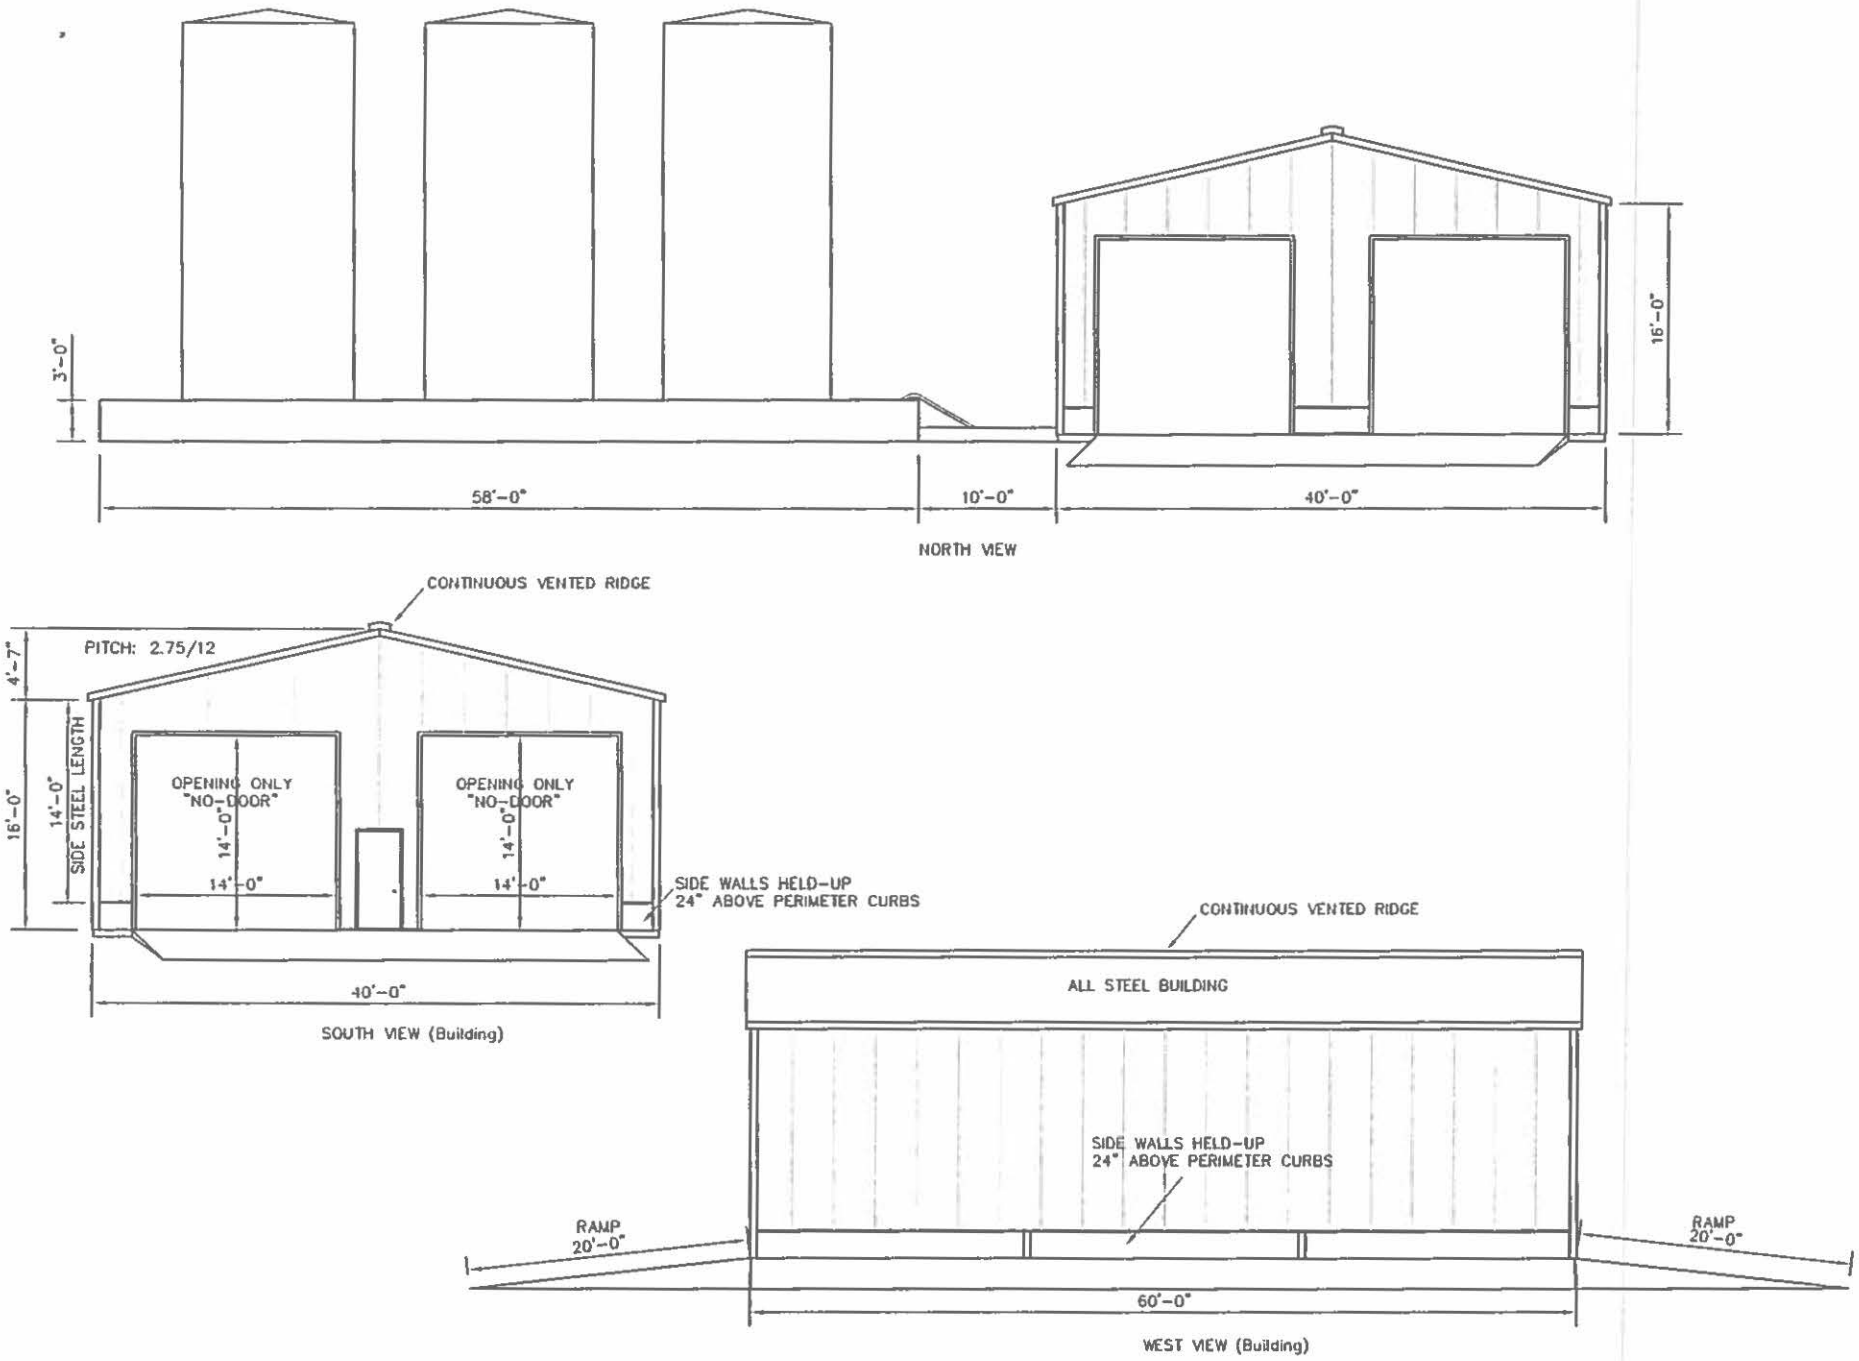 3'-0"
16'-0"
58'-0"
10'-0"
40'-0"
NORTH VIEW
CONTINUOUS VENTED RIDGE
4'-7"
PITCH: 2.75/12
16'-0"
14'-0"
SIDE STEEL LENGTH
OPENING ONLY
"NO-DOOR"
14'-0"
14'-0"
OPENING ONLY
"NO-DOOR"
14'-0"
14'-0"
SIDE WALLS HELD-UP
24" ABOVE PERIMETER CURBS
40'-0"
SOUTH VIEW (Building)
CONTINUOUS VENTED RIDGE
ALL STEEL BUILDING
SIDE WALLS HELD-UP
24" ABOVE PERIMETER CURBS
RAMP
20'-0"
RAMP
20'-0"
60'-0"
WEST VIEW (Building)